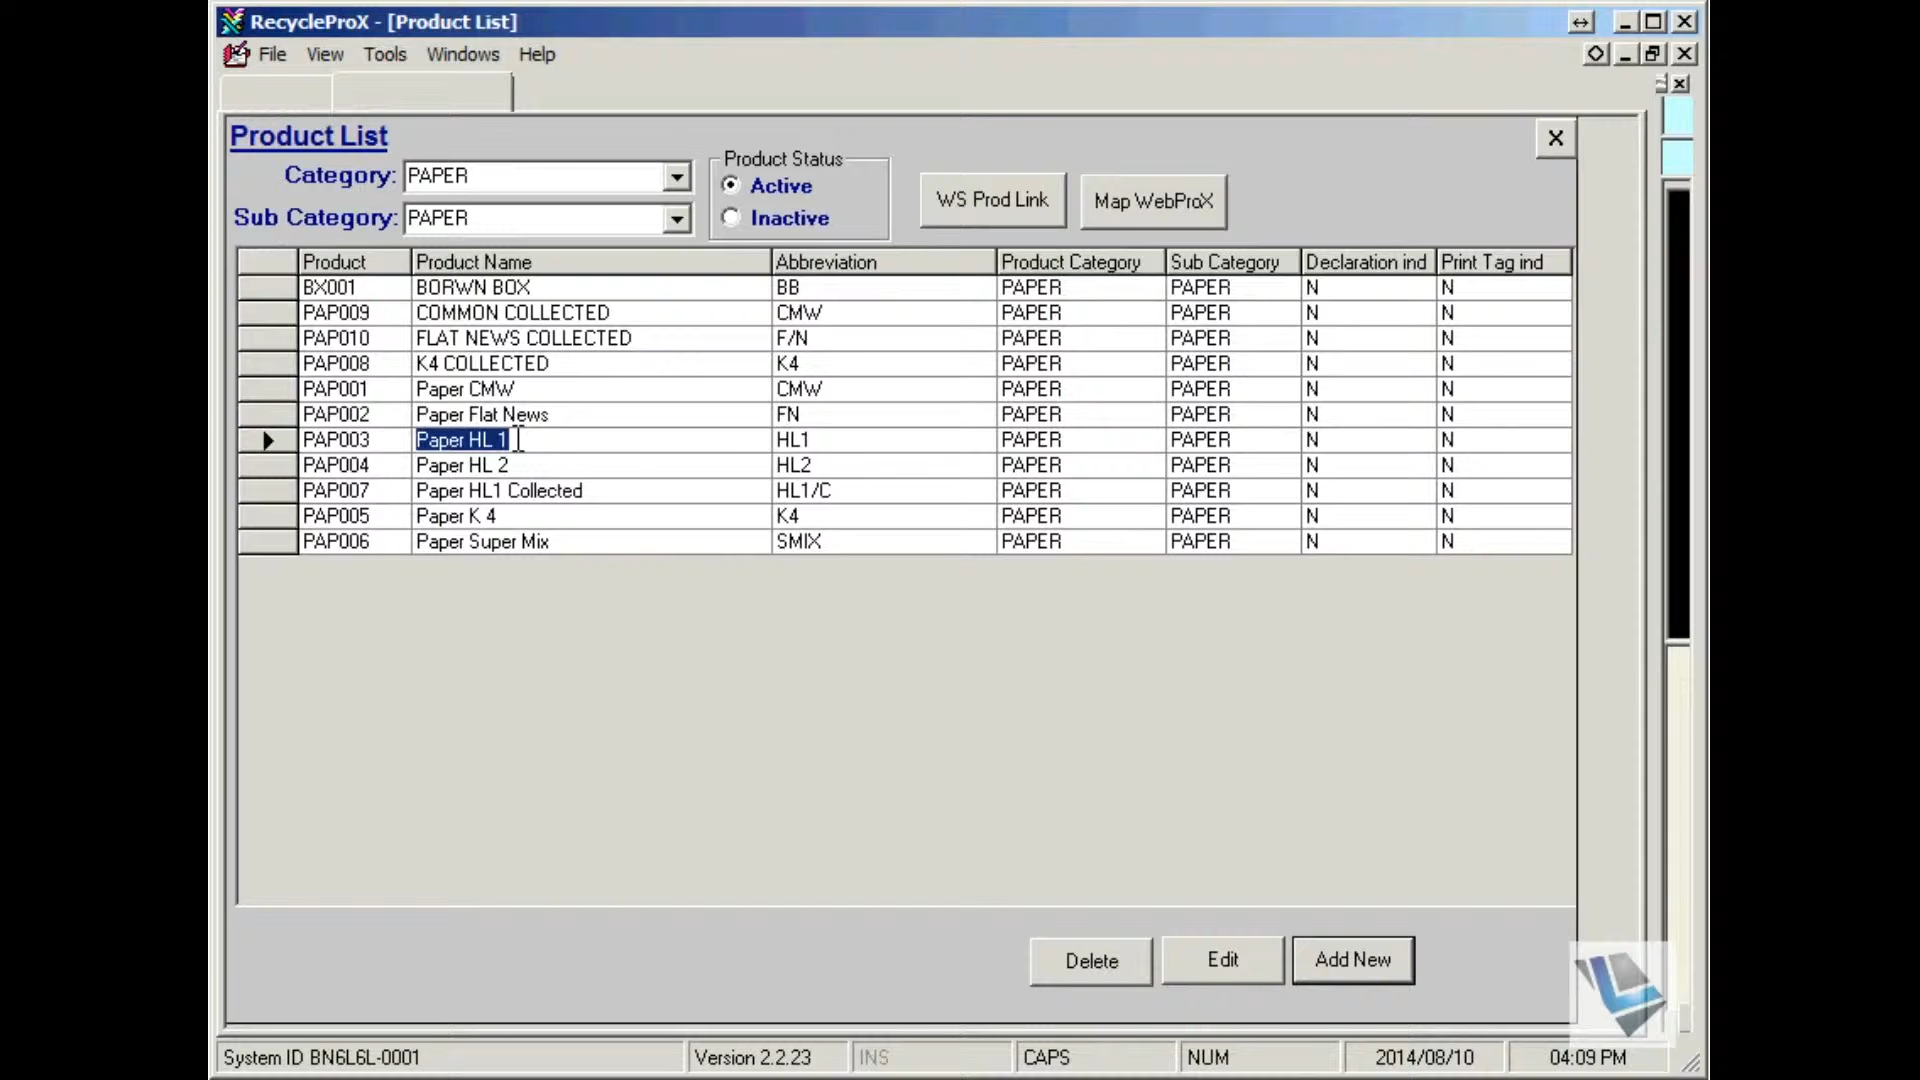 RecycleProX - [Product List]
File View Tools Windows Help
Product List
Category: PAPER
Sub Category: PAPER
Product Status
Active
Inactive
WS Prod Link
Map WebProX
Product Product Name Abbreviation Product Category Sub Category Declaration ind Print Tag ind
BX001 BORWN BOX BB PAPER PAPER N N
PAP009 COMMON COLLECTED CMW PAPER PAPER N N
PAP010 FLAT NEWS COLLECTED F/N PAPER PAPER N N
PAP008 K4 COLLECTED K4 PAPER PAPER N N
PAP001 Paper CMW CMW PAPER PAPER N N
PAP002 Paper Flat News FN PAPER PAPER N N
PAP003 Paper HL 1 HL1 PAPER PAPER N N
PAP004 Paper HL 2 HL2 PAPER PAPER N N
PAP007 Paper HL1 Collected HL1/C PAPER PAPER N N
PAP005 Paper K 4 K4 PAPER PAPER N N
PAP006 Paper Super Mix SMIX PAPER PAPER N N
Delete Edit Add New
System ID BN6L6L-0001 Version 2.2.23 INS CAPS NUM 2014/08/10 04:09 PM